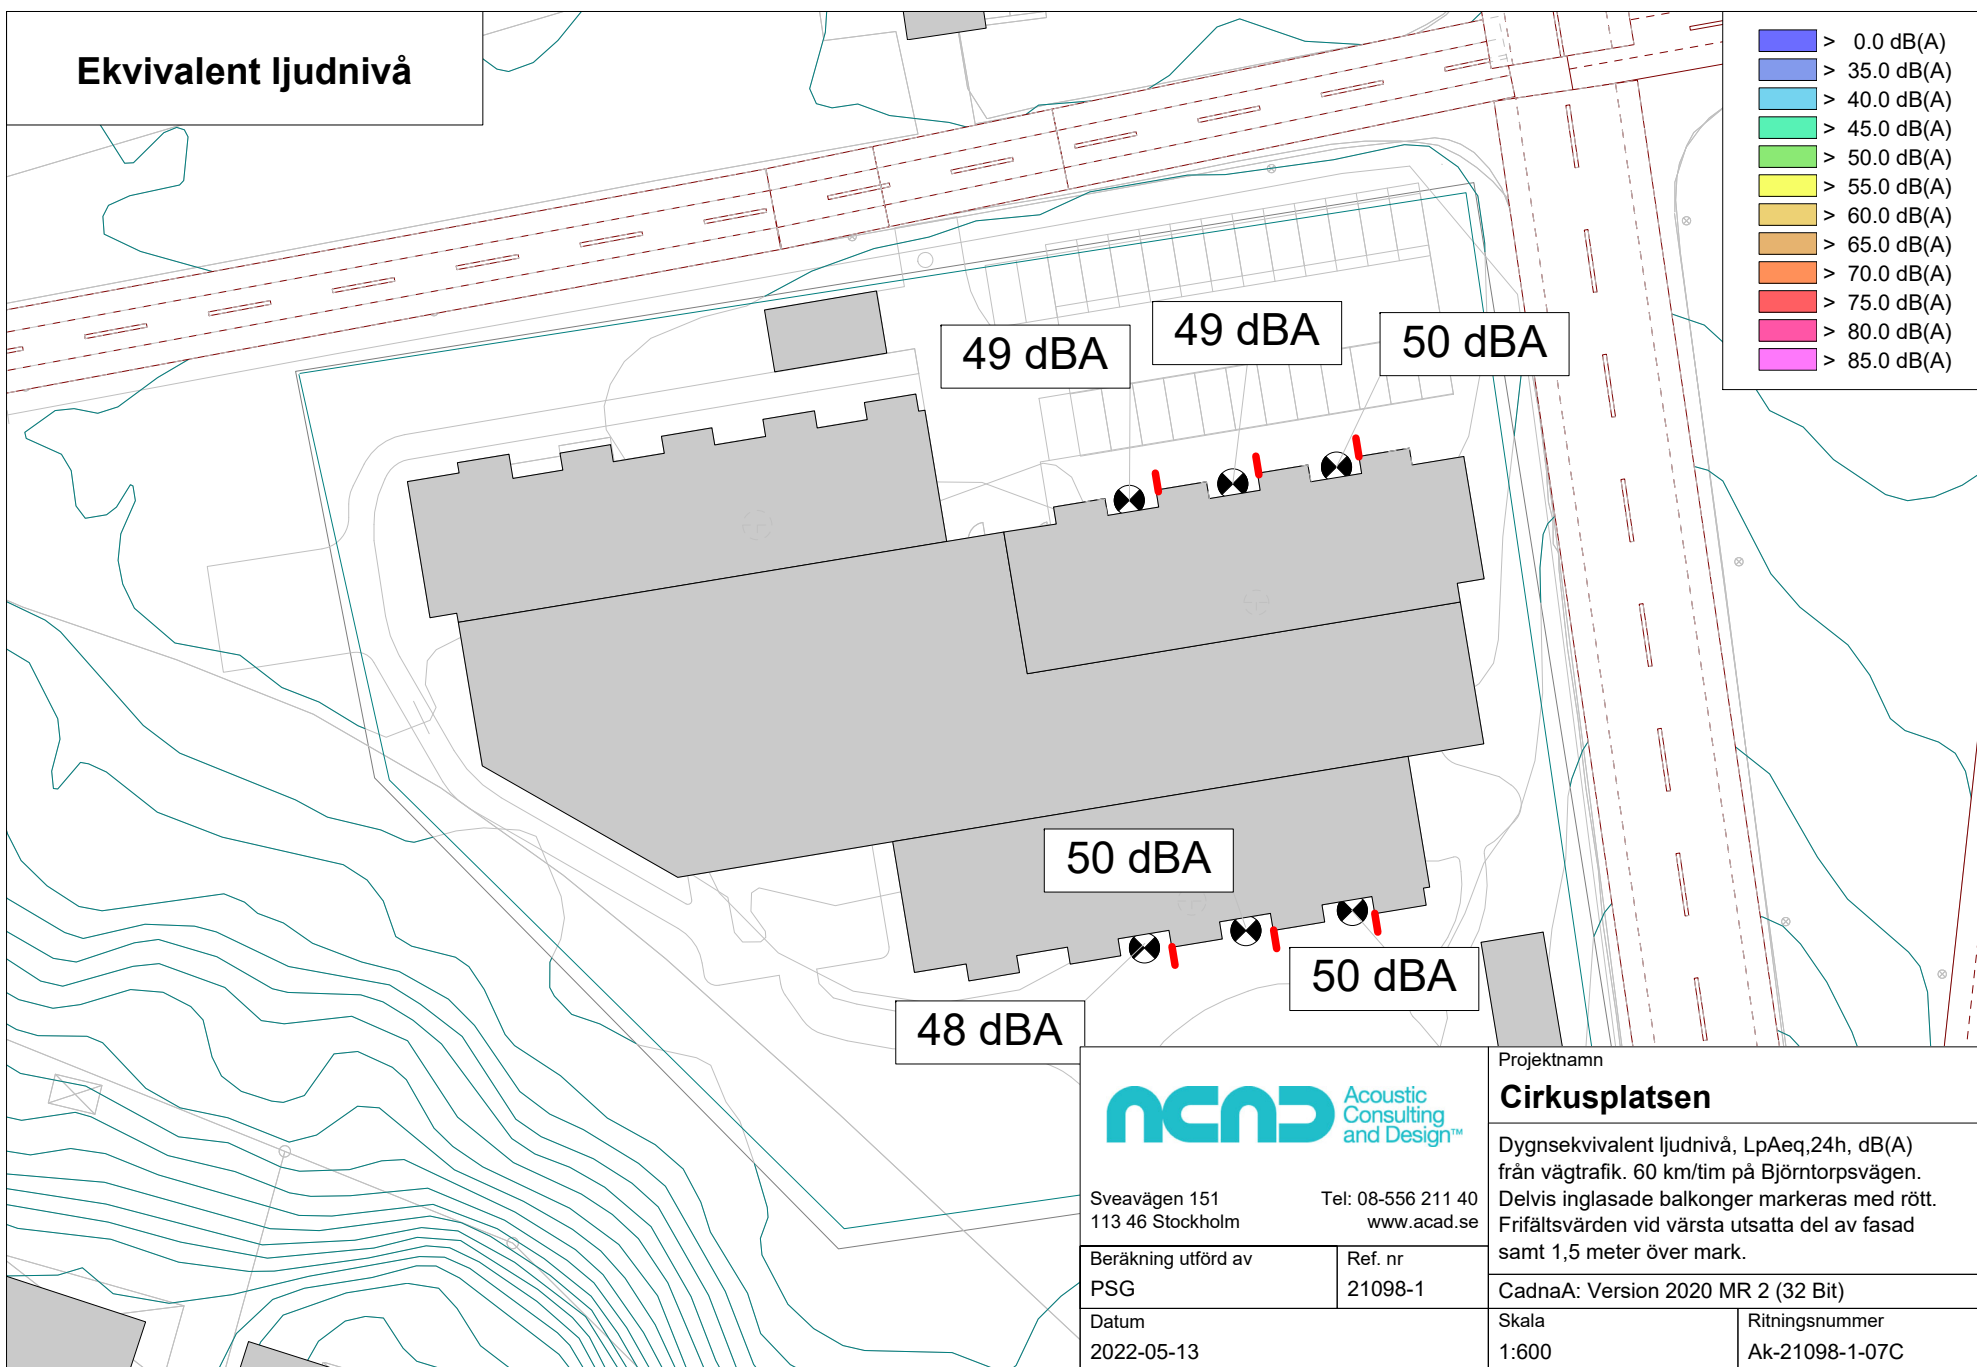 Ekvivalent ljudnivå
> 0.0 dB(A)
> 35.0 dB(A)
> 40.0 dB(A)
> 45.0 dB(A)
> 50.0 dB(A)
> 55.0 dB(A)
> 60.0 dB(A)
> 65.0 dB(A)
> 70.0 dB(A)
> 75.0 dB(A)
> 80.0 dB(A)
> 85.0 dB(A)
49 dBA
49 dBA
50 dBA
50 dBA
50 dBA
48 dBA
ACAD
Acoustic
Consulting
and Design™
Sveavägen 151
113 46 Stockholm
Tel: 08-556 211 40
www.acad.se
Beräkning utförd av
PSG
Ref. nr
21098-1
Datum
2022-05-13
Projektnamn
Cirkusplatsen
Dygnsekvivalent ljudnivå, LpAeq,24h, dB(A)
från vägtrafik. 60 km/tim på Björntorpsvägen.
Delvis inglasade balkonger markeras med rött.
Frifältsvärden vid värsta utsatta del av fasad
samt 1,5 meter över mark.
CadnaA: Version 2020 MR 2 (32 Bit)
Skala
1:600
Ritningsnummer
Ak-21098-1-07C